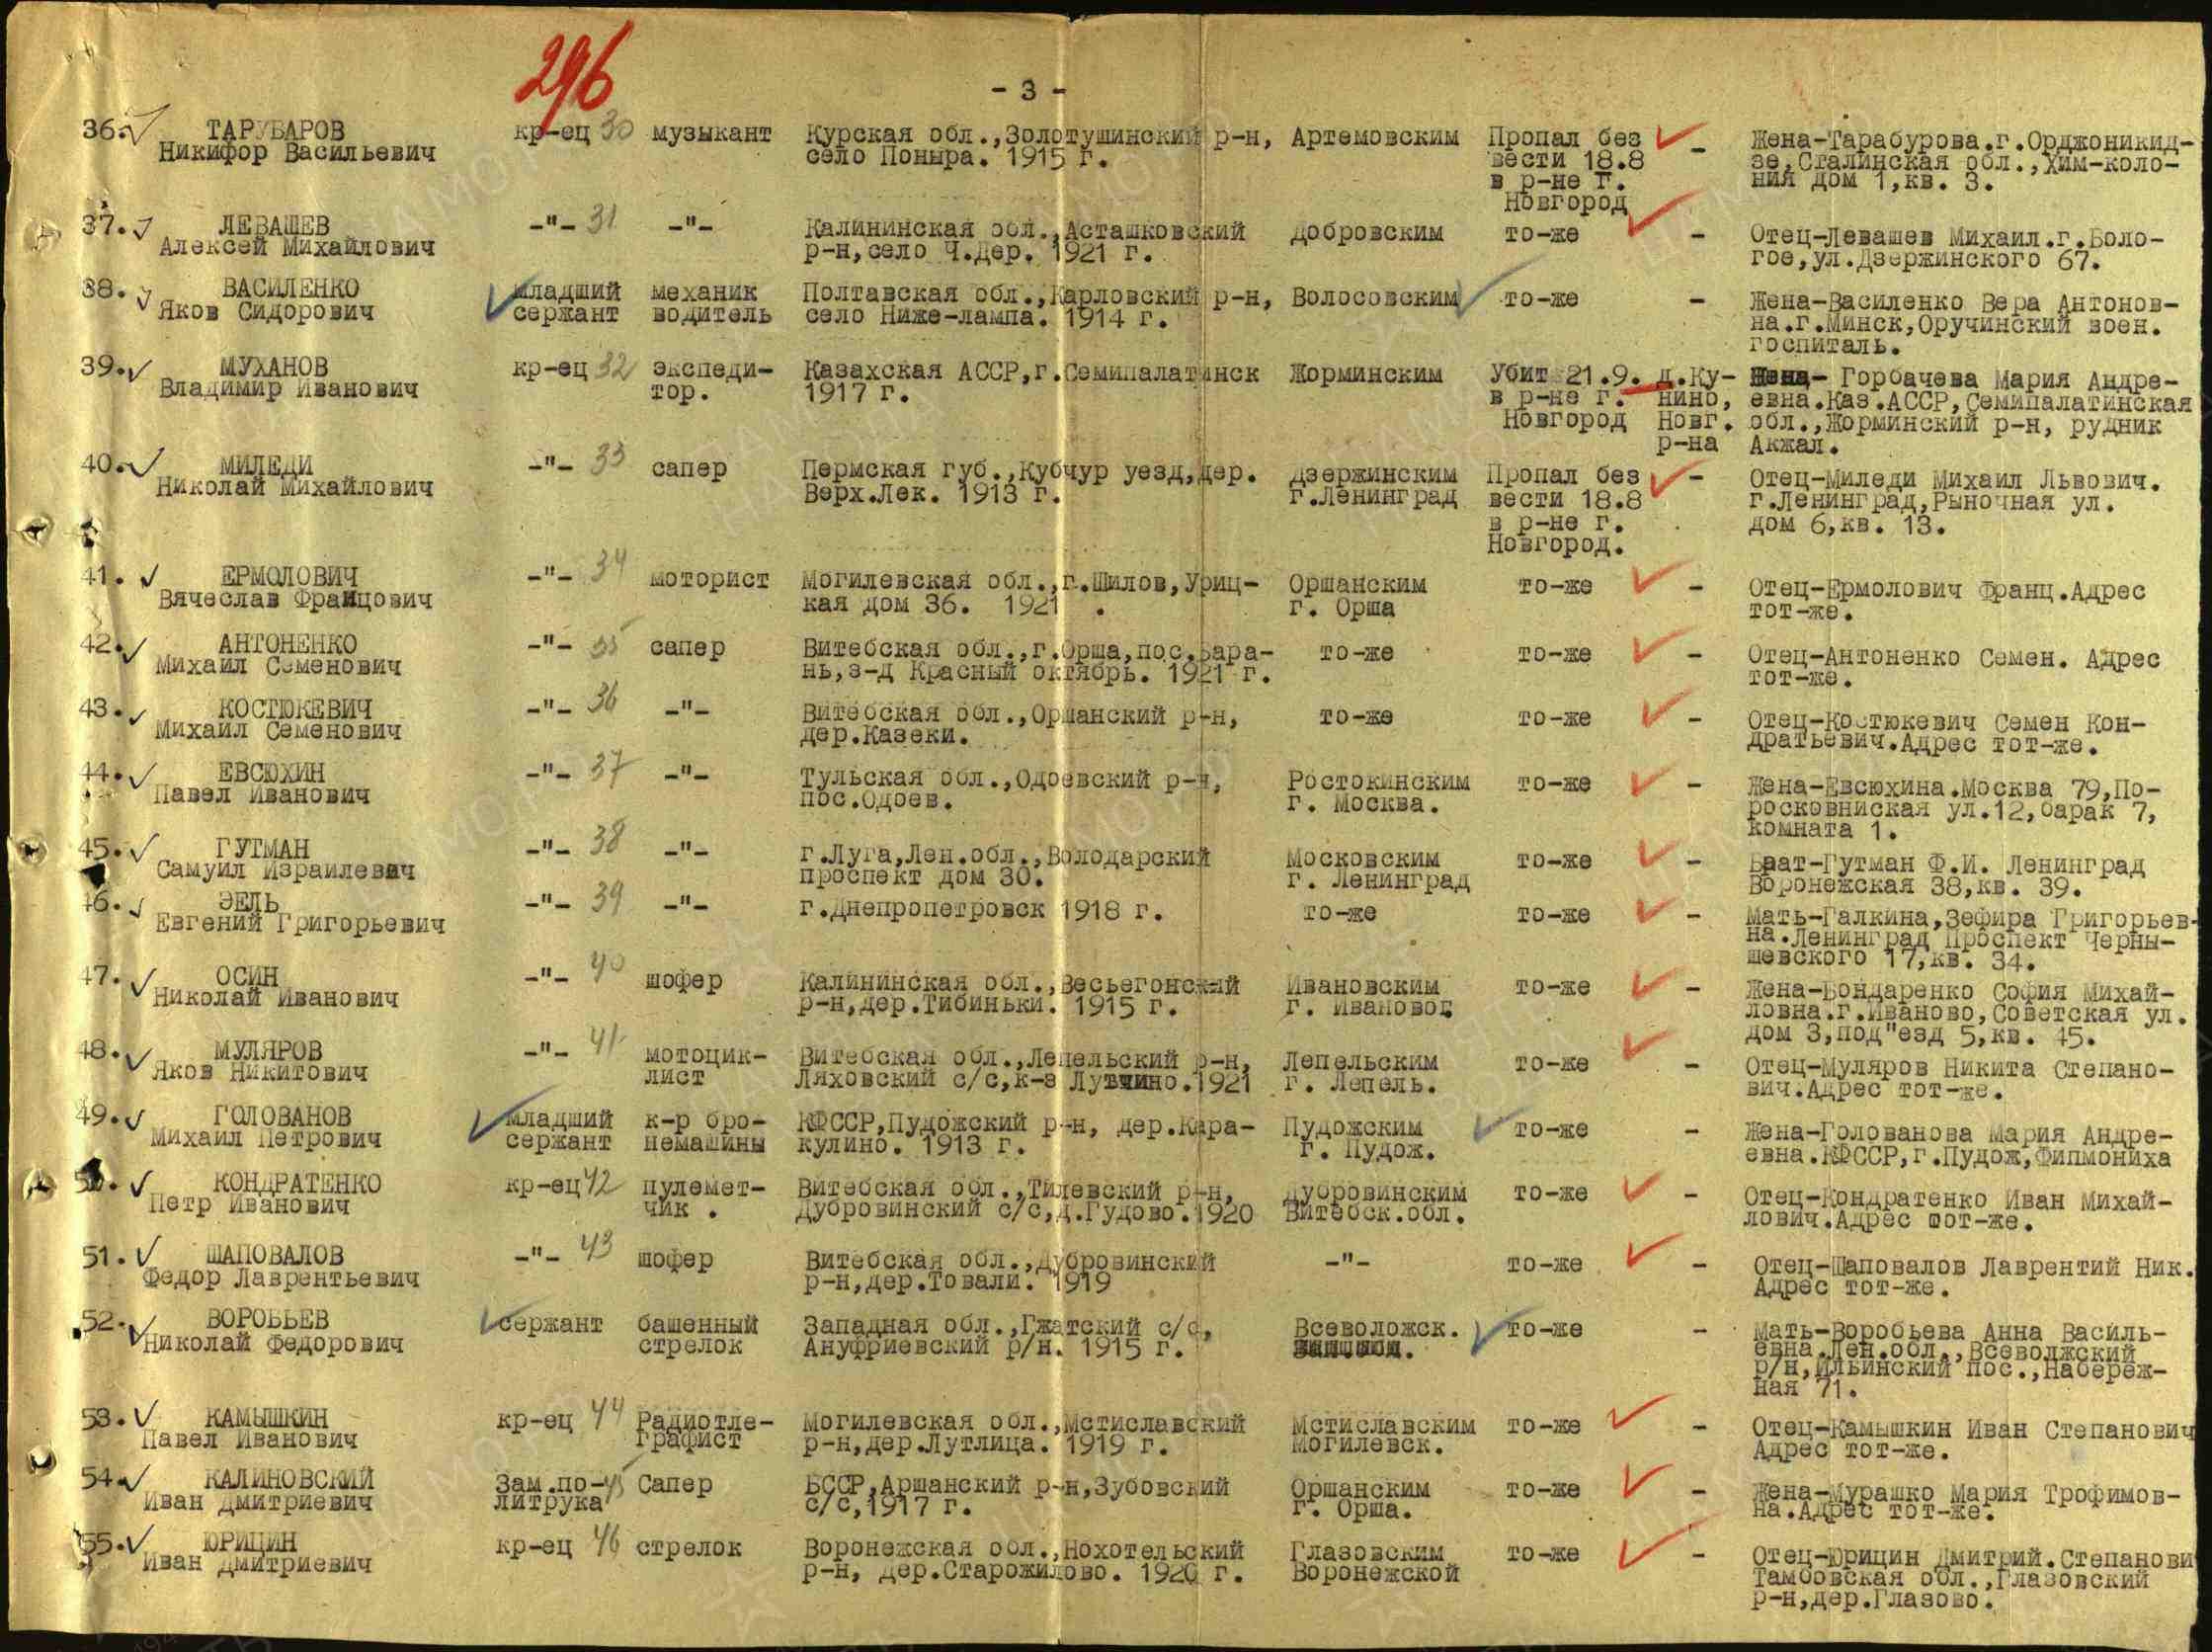 296
- 3 -
36. ТАРУБАРОВ кр-ец 30 музыкант Курская обл.,Золотушинский р-н, Артемовским Пропал без - Жена-Тарабурова.г.Орджоникид-
Никифор Васильевич село Поныра. 1915 г. вести 18.8 зе,Сталинская обл.,Хим-коло-
в р-не г. ния дом 1,кв. 3.
Новгород
37. ЛЕВАШЕВ -"- 31 -"- Калининская обл.,Асташковский Добровским то-же - Отец-Левашев Михаил.г.Боло-
Алексей Михайлович р-н,село Ч.Дер. 1921 г. гое,ул.Дзержинского 67.
38. ВАСИЛЕНКО младший механик Полтавская обл.,Карловский р-н, Волосовским то-же - Жена-Василенко Вера Антонов-
Яков Сидорович сержант водитель село Ниже-лампа. 1914 г. на.г.Минск,Оручинский воен.
госпиталь.
39. МУХАНОВ кр-ец 32 экспеди- Казахская АССР,г.Семипалатинск Жорминским Убит 21.9. д.Ку- Жена- Горбачева Мария Андре-
Владимир Иванович тор. 1917 г. в р-не г. нино, евна.Каз.АССР,Семипалатинская
Новгород Новг. обл.,Жорминский р-н, рудник
р-на Акжал.
40. МИЛЕДИ -"- 33 сапер Пермская губ.,Кубчур уезд,дер. Дзержинским Пропал без - Отец-Миледи Михаил Львович.
Николай Михайлович Верх.Лек. 1913 г. г.Ленинград вести 18.8 г.Ленинград,Рыночная ул.
в р-не г. дом 6,кв. 13.
Новгород.
41. ЕРМОЛОВИЧ -"- 34 моторист Могилевская обл.,г.Шилов,Уриц- Оршанским то-же - Отец-Ермолович Франц.Адрес
Вячеслав Францович кая дом 36. 1921 . г. Орша тот-же.
42. АНТОНЕНКО -"- 35 сапер Витебская обл.,г.Орша,пос.Бара- то-же то-же - Отец-Антоненко Семен. Адрес
Михаил Семенович нь,з-д Красный октябрь. 1921 г. тот-же.
43. КОСТЮКЕВИЧ -"- 36 -"- Витебская обл.,Оршанский р-н, то-же то-же - Отец-Костюкевич Семен Кон-
Михаил Семенович дер.Казеки. дратьевич.Адрес тот-же.
44. ЕВСЮХИН -"- 37 -"- Тульская обл.,Одоевский р-н, Ростокинским то-же - Жена-Евсюхина.Москва 79,По-
Павел Иванович пос.Одоев. г. Москва. росковниская ул.12,барак 7,
комната 1.
45. ГУТМАН -"- 38 -"- г.Луга,Лен.обл.,Володарский Московским то-же - Брат-Гутман Ф.И. Ленинград
Самуил Израилевич проспект дом 30. г. Ленинград Воронежская 38,кв. 39.
46. ЭЕЛЬ -"- 39 -"- г.Днепропетровск 1918 г. то-же то-же - Мать-Галкина,Зефира Григорьев-
Евгений Григорьевич на.Ленинград Проспект Черны-
шевского 17,кв. 34.
47. ОСИН -"- 40 шофер Калининская обл.,Весьегонский Ивановским то-же - Жена-Бондаренко София Михай-
Николай Иванович р-н,дер.Тибиньки. 1915 г. г. Иваново ловна.г.Иваново,Советская ул.
дом 3,под"езд 5,кв. 45.
48. МУЛЯРОВ -"- 41 мотоцик- Витебская обл.,Лепельский р-н, Лепельским то-же - Отец-Муляров Никита Степано-
Яков Никитович лист Ляховский с/с,к-з Лувчино.1921 г. Лепель. вич.Адрес тот-же.
49. ГОЛОВАНОВ младший к-р бро- КФССР,Пудожский р-н, дер.Кара- Пудожским то-же - Жена-Голованова Мария Андре-
Михаил Петрович сержант немашины кулино. 1913 г. г. Пудож. евна.КФССР,г.Пудож,Филмониха
50. КОНДРАТЕНКО кр-ец 42 пулемет- Витебская обл.,Тилевский р-н, Дубровинским то-же - Отец-Кондратенко Иван Михай-
Петр Иванович чик . Дубровинский с/с,д.Гудово.1920 Витебск.обл. лович.Адрес тот-же.
51. ШАПОВАЛОВ -"- 43 шофер Витебская обл.,Дубровинский -"- то-же - Отец-Шаповалов Лаврентий Ник.
Федор Лаврентьевич р-н,дер.Товали. 1919 Адрес тот-же.
52. ВОРОБЬЕВ сержант башенный Западная обл.,Гжатский с/с, Всеволожск. то-же - Мать-Воробьева Анна Василь-
Николай Федорович стрелок Ануфриевский р/н. 1915 г. евна.Лен.обл.,Всеволжский
р/н,Ильинский пос.,Набереж-
ная 71.
53. КАМЫШКИН кр-ец 44 Радиотле- Могилевская обл.,Мстиславский Мстиславским то-же - Отец-Камышкин Иван Степанович
Павел Иванович графист р-н,дер.Лутлица. 1919 г. Могилевск. Адрес тот-же.
54. КАЛИНОВСКИЙ Зам.по- 45 Сапер БССР,Аршанский р-н,Зубовский Оршанским то-же - Жена-Мурашко Мария Трофимов-
Иван Дмитриевич литрука с/с,1917 г. г. Орша. на.Адрес тот-же.
55. ЮРИЦИН кр-ец 46 стрелок Воронежская обл.,Нохотельский Глазовским то-же - Отец-Юрицин Дмитрий.Степанови
Иван Дмитриевич р-н, дер.Старожилово. 1920 г. Воронежской Тамбовская обл.,Глазовский
р-н,дер.Глазово.